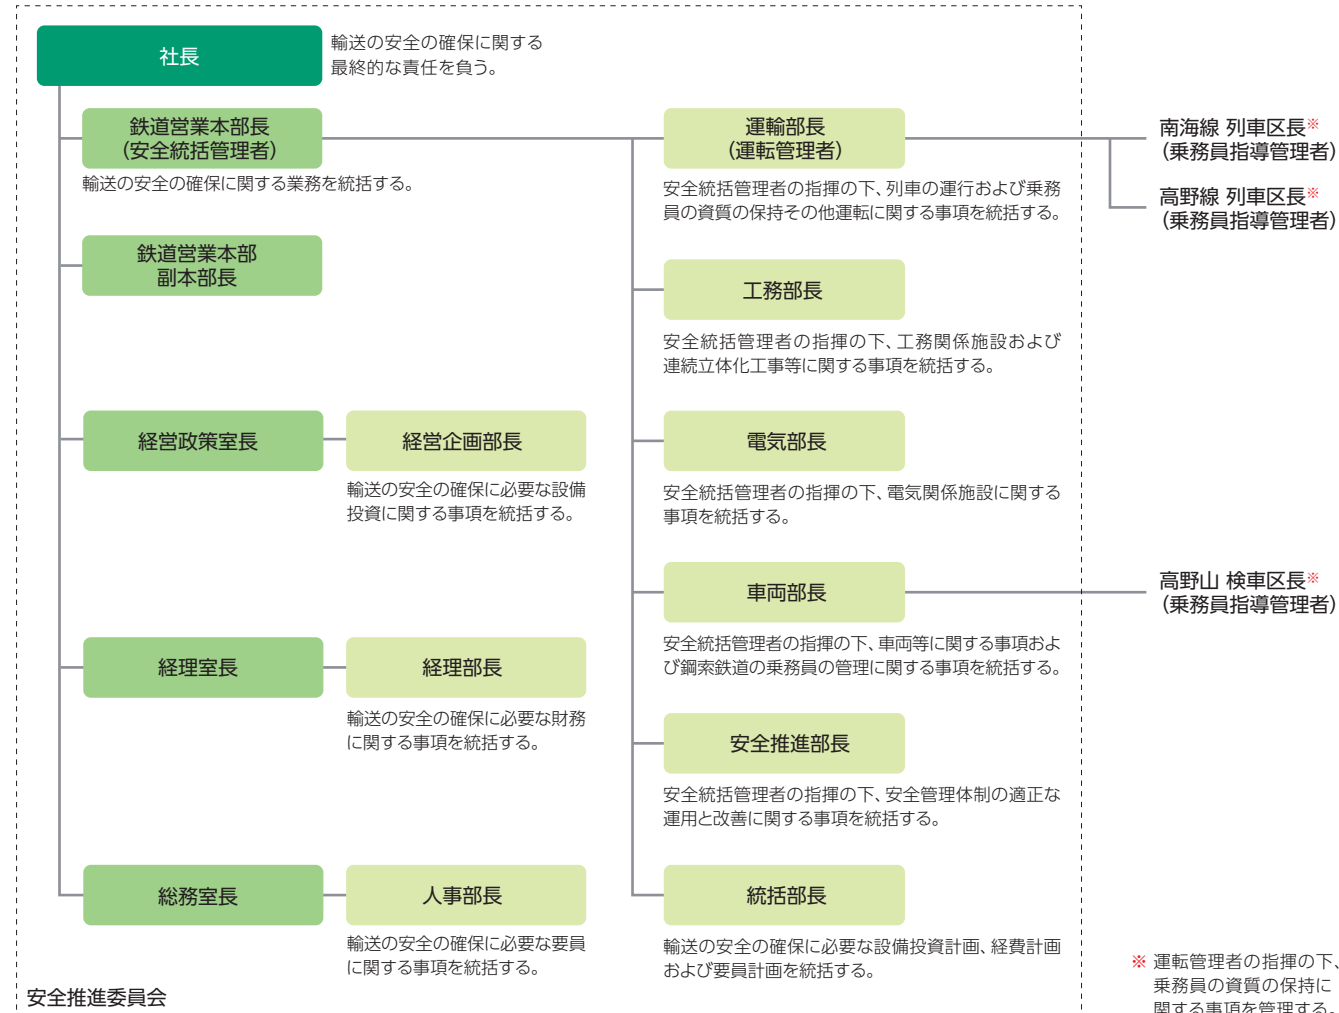 社長
輸送の安全の確保に関する
最終的な責任を負う。
鉄道営業本部長
(安全統括管理者)
輸送の安全の確保に関する業務を統括する。
鉄道営業本部
副本部長
経営政策室長
経営企画部長
輸送の安全の確保に必要な設備
投資に関する事項を統括する。
経理室長
経理部長
輸送の安全の確保に必要な財務
に関する事項を統括する。
総務室長
人事部長
輸送の安全の確保に必要な要員
に関する事項を統括する。
運輸部長
(運転管理者)
安全統括管理者の指揮の下、列車の運行および乗務
員の資質の保持その他運転に関する事項を統括する。
工務部長
安全統括管理者の指揮の下、工務関係施設および
連続立体化工事等に関する事項を統括する。
電気部長
安全統括管理者の指揮の下、電気関係施設に関する
事項を統括する。
車両部長
安全統括管理者の指揮の下、車両等に関する事項およ
び鋼索鉄道の乗務員の管理に関する事項を統括する。
安全推進部長
安全統括管理者の指揮の下、安全管理体制の適正な
運用と改善に関する事項を統括する。
統括部長
輸送の安全の確保に必要な設備投資計画、経費計画
および要員計画を統括する。
南海線 列車区長※
(乗務員指導管理者)
高野線 列車区長※
(乗務員指導管理者)
高野山 検車区長※
(乗務員指導管理者)
安全推進委員会
※ 運転管理者の指揮の下、
乗務員の資質の保持に
関する事項を管理する。